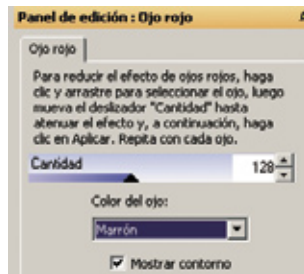 Panel de edición : Ojo rojo
Ojo rojo
Para reducir el efecto de ojos rojos, haga
clic y arrastre para seleccionar el ojo, luego
mueva el deslizador "Cantidad" hasta
atenuar el efecto y, a continuación, haga
clic en Aplicar. Repita con cada ojo.
Cantidad 128
Color del ojo:
Marrón
Mostrar contorno